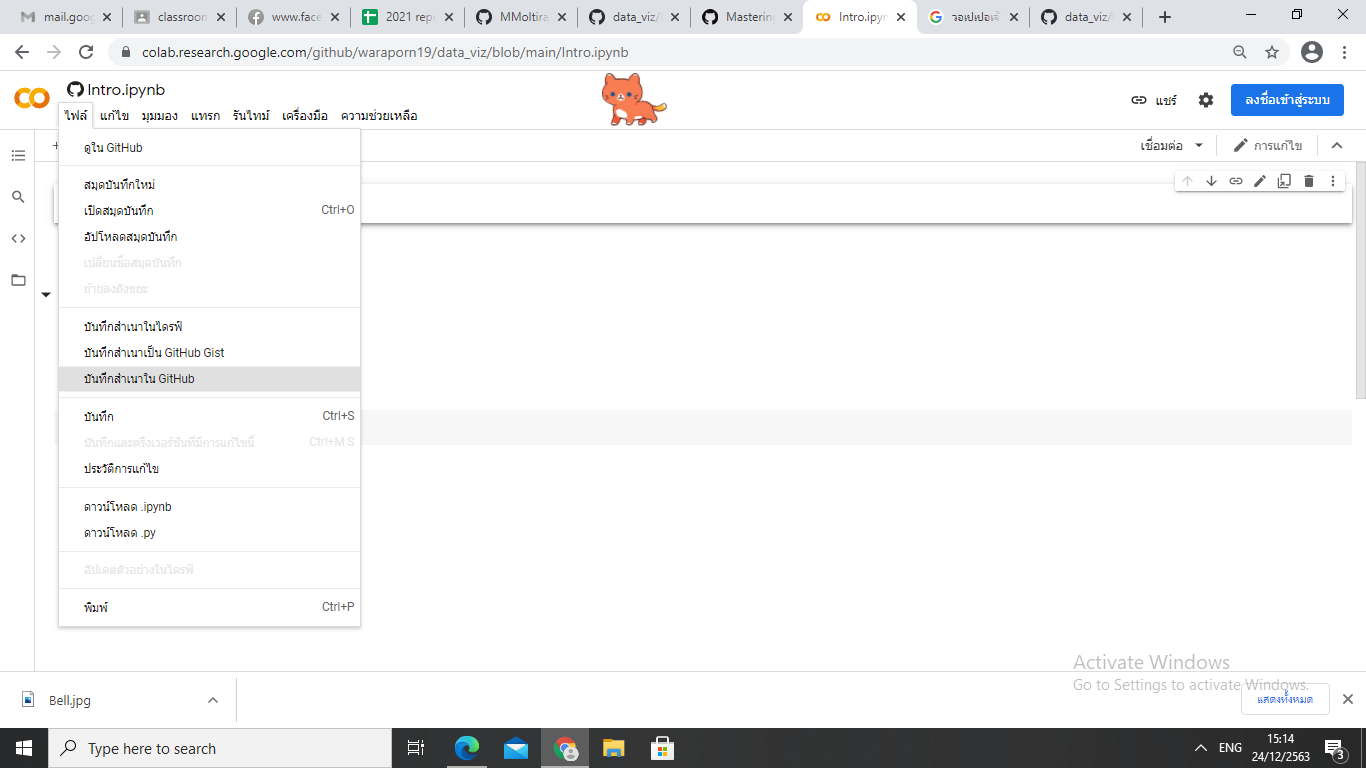 mail.goog
classroom
www.face
2021 repo
MMoltira
data_viz/I
Mastering
Intro.ipyn
data_viz/
colab.research.google.com/github/waraporn19/data_viz/blob/main/Intro.ipynb
Intro.ipynb
ไฟล์ แก้ไข มุมมอง แทรก รันไทม์ เครื่องมือ ความช่วยเหลือ
แชร์
ลงชื่อเข้าสู่ระบบ
เชื่อมต่อ
การแก้ไข
ดูใน GitHub
สมุดบันทึกใหม่
เปิดสมุดบันทึก Ctrl+O
อัปโหลดสมุดบันทึก
เปลี่ยนชื่อสมุดบันทึก
ย้ายลงถังขยะ
บันทึกสำเนาในไดรฟ์
บันทึกสำเนาเป็น GitHub Gist
บันทึกสำเนาใน GitHub
บันทึก Ctrl+S
บันทึกและตรึงเวอร์ชันที่มีการแก้ไขนี้ Ctrl+M S
ประวัติการแก้ไข
ดาวน์โหลด .ipynb
ดาวน์โหลด .py
อัปเดตตัวอย่างในไดรฟ์
พิมพ์ Ctrl+P
Activate Windows
Go to Settings to activate Windows.
Bell.jpg
แสดงทั้งหมด
Type here to search
ENG
15:14
24/12/2563
3